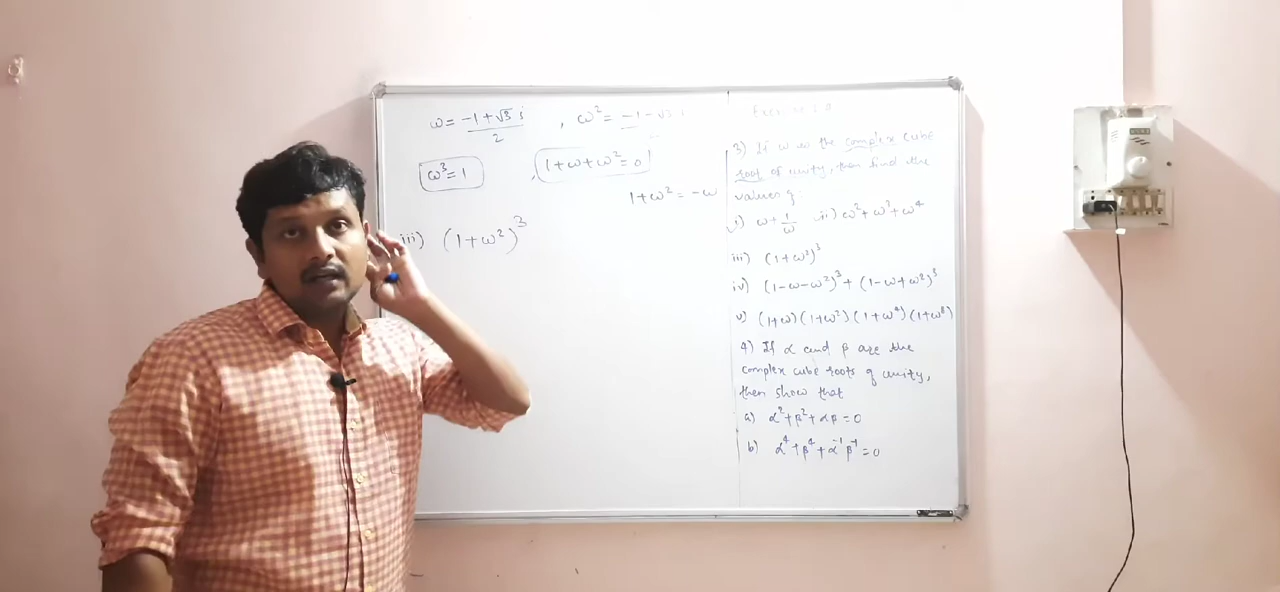 ω = -1 + √3 i / 2 , ω² = -1 - √3 i
ω³ = 1 , 1 + ω + ω² = 0
1 + ω² = -ω
iii) (1 + ω²)³
3) If ω is the complex cube
root of unity, then find the
values of :
i) ω + 1/ω ii) ω² + ω³ + ω⁴
iii) (1 + ω²)³
iv) (1 - ω - ω²)³ + (1 - ω + ω²)³
v) (1 + ω) (1 + ω²) (1 + ω⁴) (1 + ω⁸)
4) If α and β are the
complex cube roots of unity,
then show that
a) α² + β² + αβ = 0
b) α⁴ + β⁴ + α⁻¹ β⁻¹ = 0